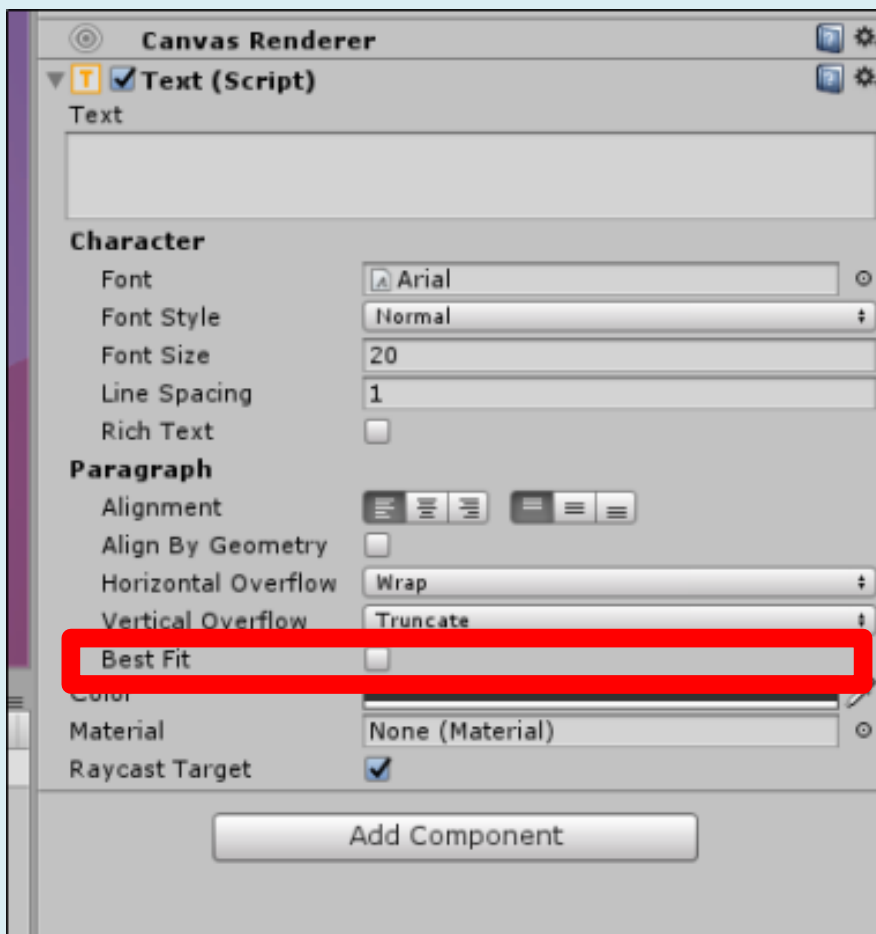 Canvas Renderer
T Text (Script)
Text
Character
Font Arial
Font Style Normal
Font Size 20
Line Spacing 1
Rich Text
Paragraph
Alignment
Align By Geometry
Horizontal Overflow Wrap
Vertical Overflow Truncate
Best Fit
Color
Material None (Material)
Raycast Target
Add Component